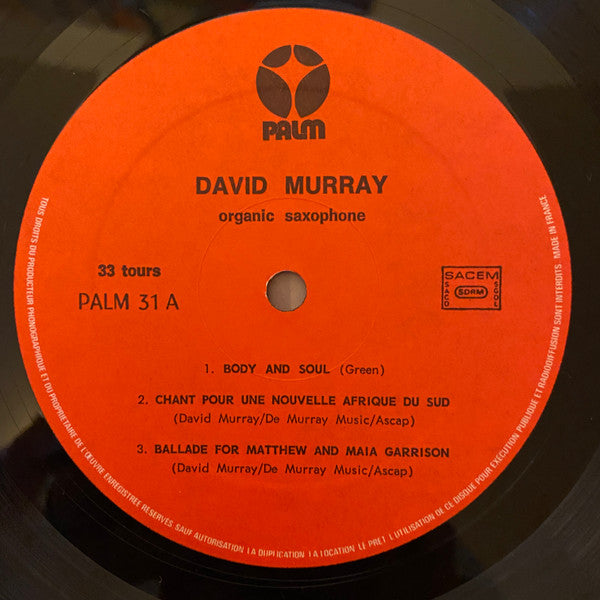 PALM
DAVID MURRAY
organic saxophone
33 tours
PALM 31 A
SACEM
SACD
SDRM
SGDL
1. BODY AND SOUL (Green)
2. CHANT POUR UNE NOUVELLE AFRIQUE DU SUD
(David Murray/De Murray Music/Ascap)
3. BALLADE FOR MATTHEW AND MAIA GARRISON
(David Murray/De Murray Music/Ascap)
TOUS DROITS DU PRODUCTEUR PHONOGRAPHIQUE ET DU PROPRIETAIRE DE L'ŒUVRE ENREGISTREE RESERVES SAUF AUTORISATION LA DUPLICATION LA LOCATION LE PRET L'UTILISATION DE CE DISQUE POUR EXECUTION PUBLIQUE ET RADIODIFFUSION SONT INTERDITS · MADE IN FRANCE